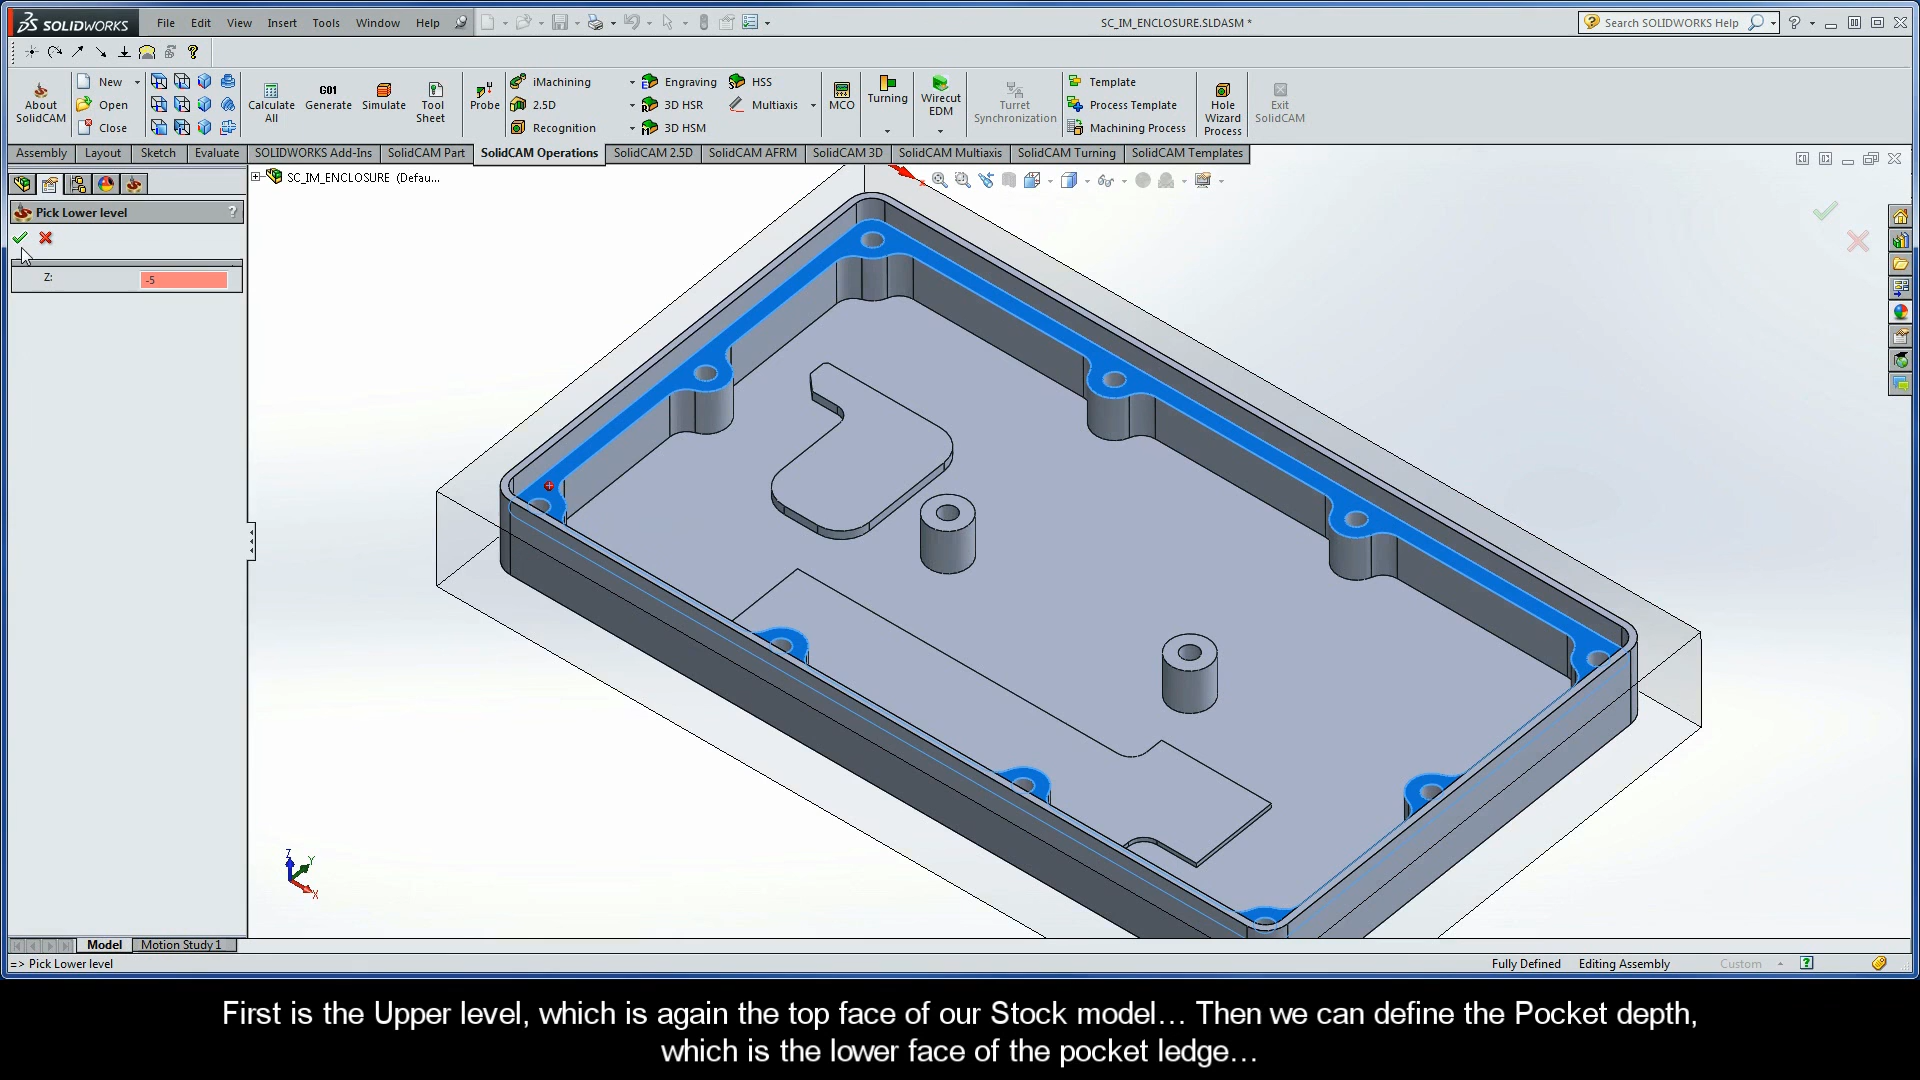 SOLIDWORKS File Edit View Insert Tools Window Help SC_IM_ENCLOSURE.SLDASM * Search SOLIDWORKS Help
About SolidCAM
New
Open
Close
Calculate All
G01
Generate
Simulate
Tool Sheet
Probe
iMachining
2.5D
Recognition
Engraving
3D HSR
3D HSM
HSS
Multiaxis
MCO
Turning
Wirecut EDM
Turret Synchronization
Template
Process Template
Machining Process
Hole Wizard Process
Exit SolidCAM
Assembly Layout Sketch Evaluate SOLIDWORKS Add-Ins SolidCAM Part SolidCAM Operations SolidCAM 2.5D SolidCAM AFRM SolidCAM 3D SolidCAM Multiaxis SolidCAM Turning SolidCAM Templates
SC_IM_ENCLOSURE (Defau...
Pick Lower level ?
Z: -5
Z
Y
X
Model Motion Study 1
=> Pick Lower level Fully Defined Editing Assembly Custom
First is the Upper level, which is again the top face of our Stock model... Then we can define the Pocket depth,
which is the lower face of the pocket ledge...